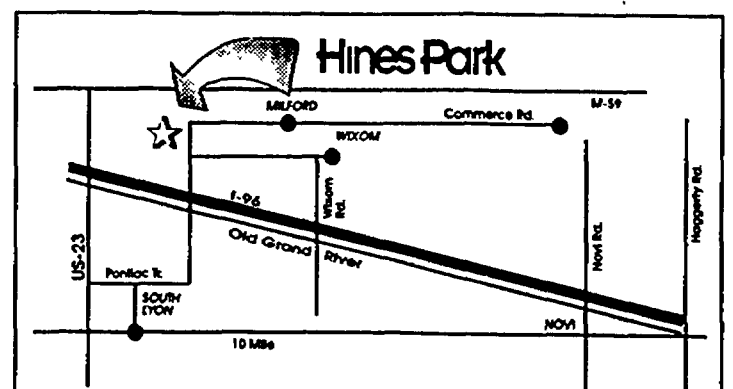 Hines Park
M-59
MILFORD
Commerce Rd.
WIXOM
Wixom
Rd.
I-96
Old Grand River
US-23
Novi Rd.
Haggerty Rd.
Pontiac Tr.
SOUTH
LYON
NOVI
10 Mile